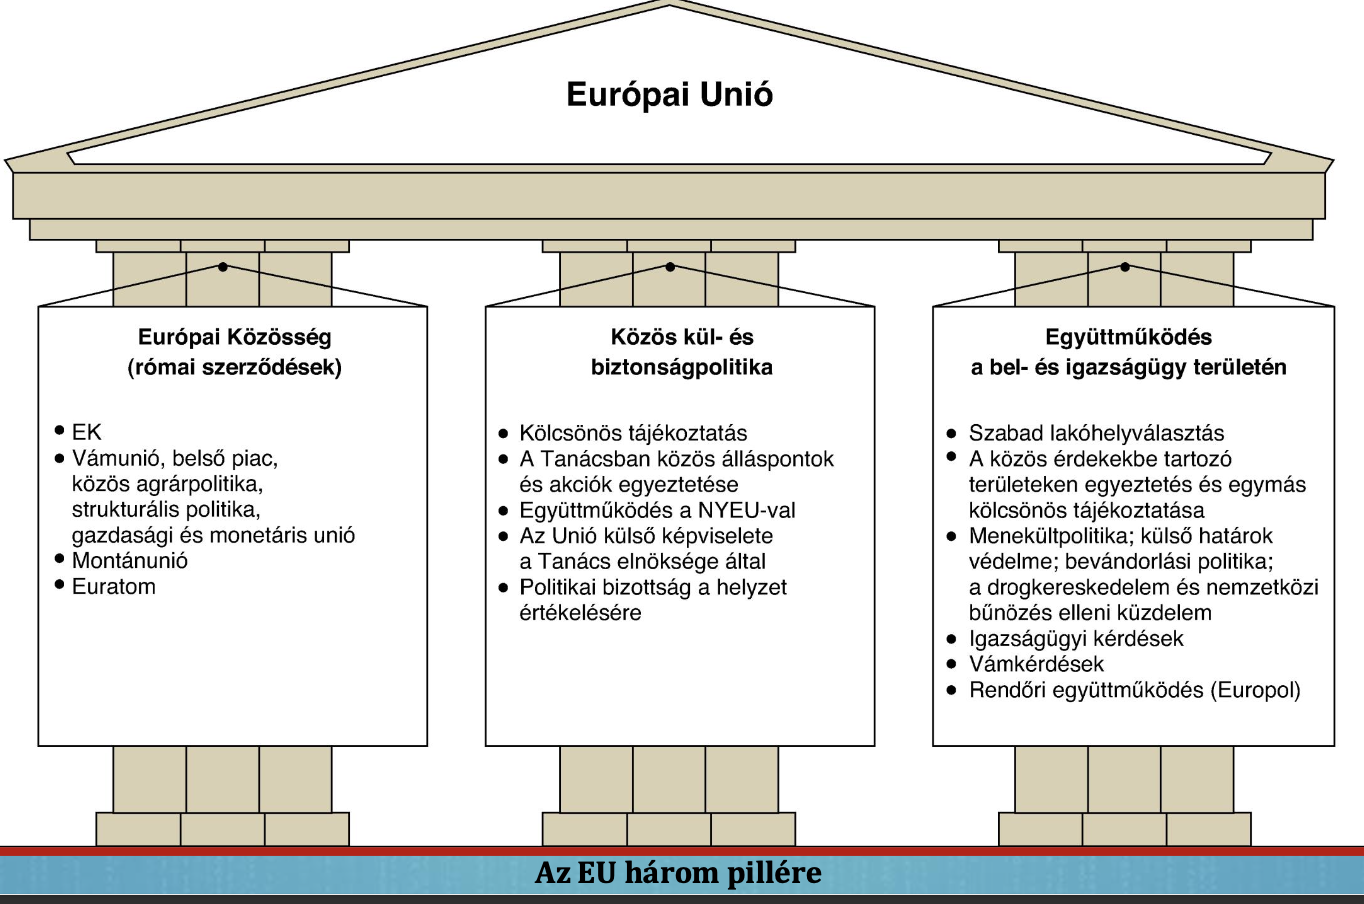 Európai Unió
Európai Közösség
(római szerződések)
• EK
• Vámunió, belső piac,
közös agrárpolitika,
strukturális politika,
gazdasági és monetáris unió
• Montánunió
• Euratom
Közös kül- és
biztonságpolitika
• Kölcsönös tájékoztatás
• A Tanácsban közös álláspontok
és akciók egyeztetése
• Együttműködés a NYEU-val
• Az Unió külső képviselete
a Tanács elnöksége által
• Politikai bizottság a helyzet
értékelésére
Együttműködés
a bel- és igazságügy területén
• Szabad lakóhelyválasztás
• A közös érdekekbe tartozó
területeken egyeztetés és egymás
kölcsönös tájékoztatása
• Menekültpolitika; külső határok
védelme; bevándorlási politika;
a drogkereskedelem és nemzetközi
bűnözés elleni küzdelem
• Igazságügyi kérdések
• Vámkérdések
• Rendőri együttműködés (Europol)
Az EU három pillére